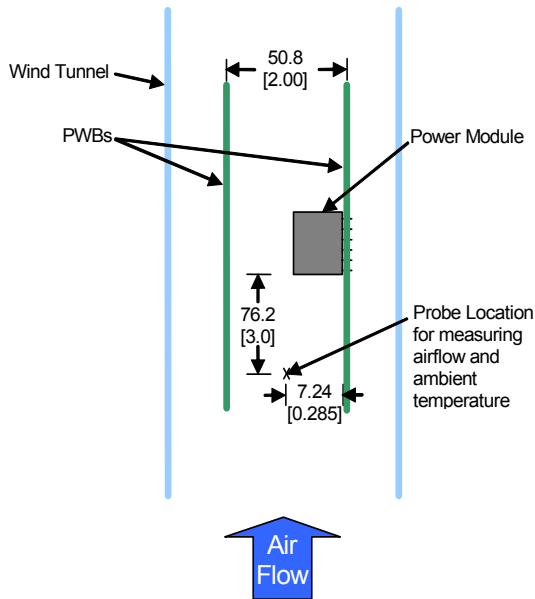 50.8
[2.00]
Wind Tunnel
PWBs
Power Module
76.2
[3.0]
Probe Location
for measuring
airflow and
ambient
temperature
x
7.24
[0.285]
Air
Flow